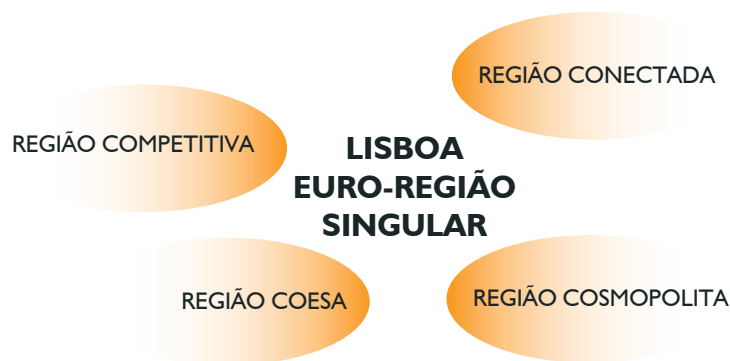 REGIÃO CONECTADA
REGIÃO COMPETITIVA
LISBOA
EURO-REGIÃO
SINGULAR
REGIÃO COESA
REGIÃO COSMOPOLITA